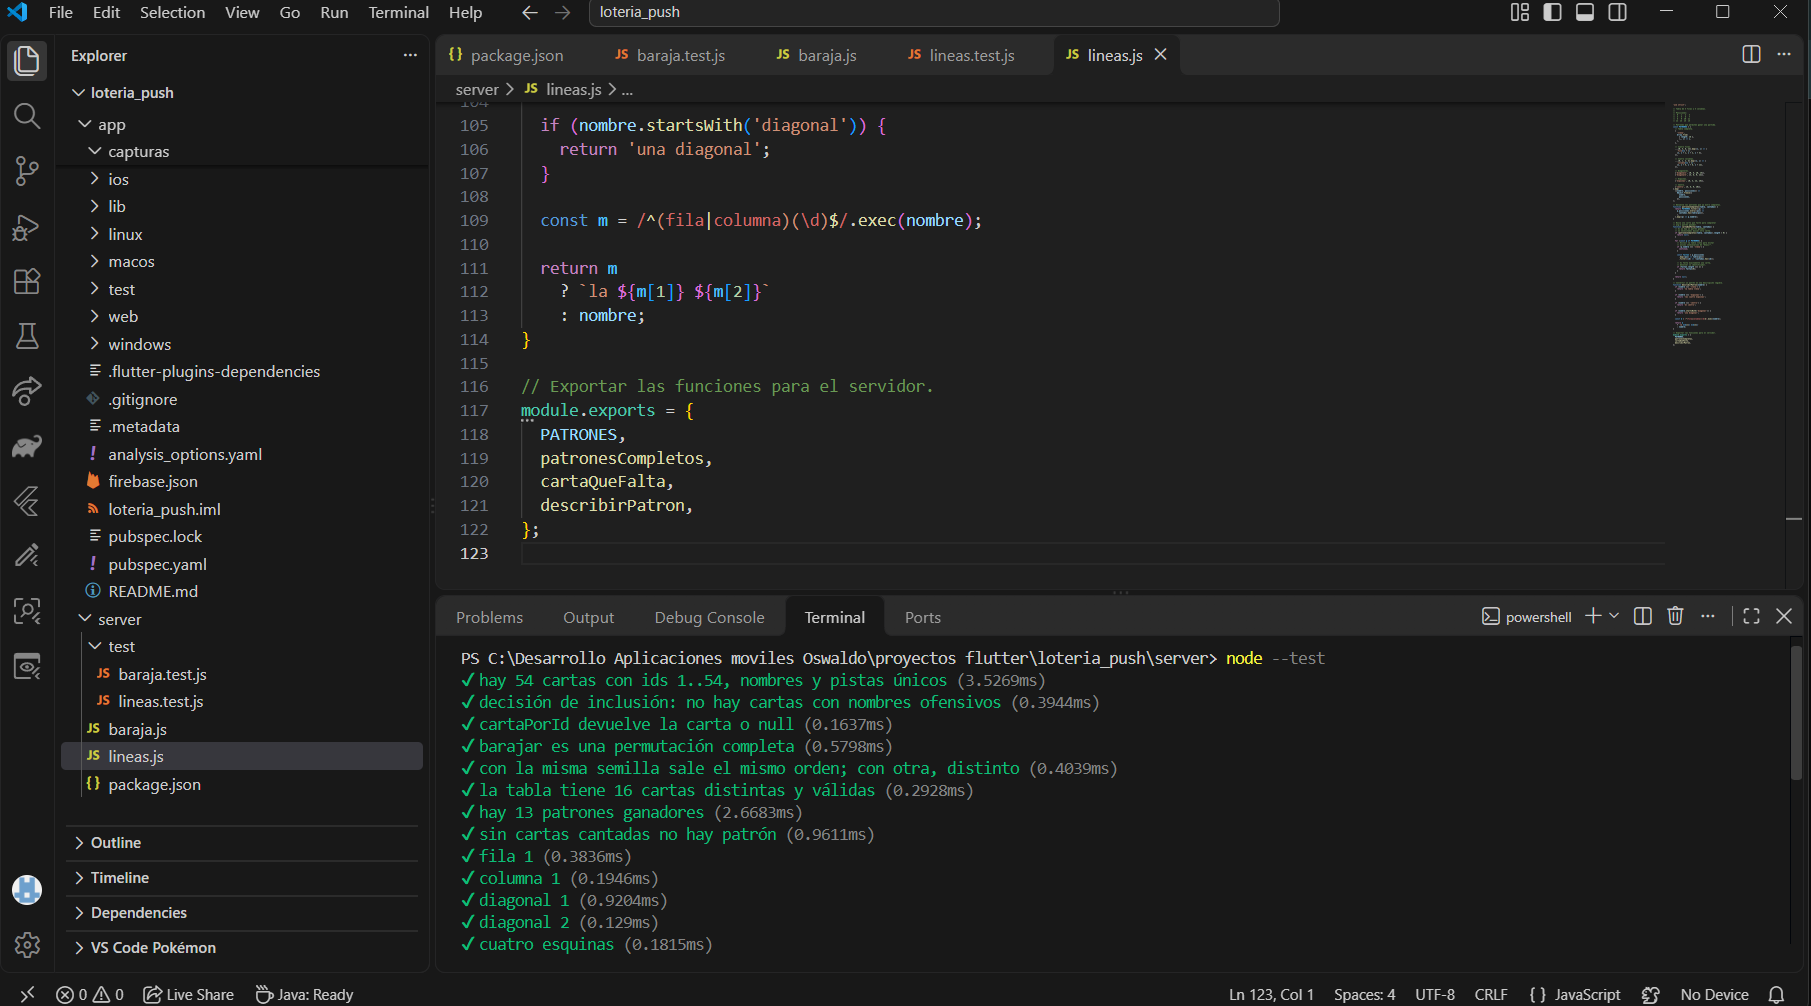 File Edit Selection View Go Run Terminal Help
loteria_push
Explorer
loteria_push
app
capturas
ios
lib
linux
macos
test
web
windows
.flutter-plugins-dependencies
.gitignore
.metadata
analysis_options.yaml
firebase.json
loteria_push.iml
pubspec.lock
pubspec.yaml
README.md
server
test
JS baraja.test.js
JS lineas.test.js
JS baraja.js
JS lineas.js
{} package.json
Outline
Timeline
Dependencies
VS Code Pokémon
{} package.json JS baraja.test.js JS baraja.js JS lineas.test.js JS lineas.js
server > JS lineas.js > ...
104
105 if (nombre.startsWith('diagonal')) {
106 return 'una diagonal';
107 }
108
109 const m = /^(fila|columna)(\d)$/.exec(nombre);
110
111 return m
112 ? `la ${m[1]} ${m[2]}`
113 : nombre;
114 }
115
116 // Exportar las funciones para el servidor.
117 module.exports = {
118 PATRONES,
119 patronesCompletos,
120 cartaQueFalta,
121 describirPatron,
122 };
123
Problems Output Debug Console Terminal Ports
powershell
PS C:\Desarrollo Aplicaciones moviles Oswaldo\proyectos flutter\loteria_push\server> node --test
✓ hay 54 cartas con ids 1..54, nombres y pistas únicos (3.5269ms)
✓ decisión de inclusión: no hay cartas con nombres ofensivos (0.3944ms)
✓ cartaPorId devuelve la carta o null (0.1637ms)
✓ barajar es una permutación completa (0.5798ms)
✓ con la misma semilla sale el mismo orden; con otra, distinto (0.4039ms)
✓ la tabla tiene 16 cartas distintas y válidas (0.2928ms)
✓ hay 13 patrones ganadores (2.6683ms)
✓ sin cartas cantadas no hay patrón (0.9611ms)
✓ fila 1 (0.3836ms)
✓ columna 1 (0.1946ms)
✓ diagonal 1 (0.9204ms)
✓ diagonal 2 (0.129ms)
✓ cuatro esquinas (0.1815ms)
0 0 Live Share Java: Ready Ln 123, Col 1 Spaces: 4 UTF-8 CRLF {} JavaScript No Device